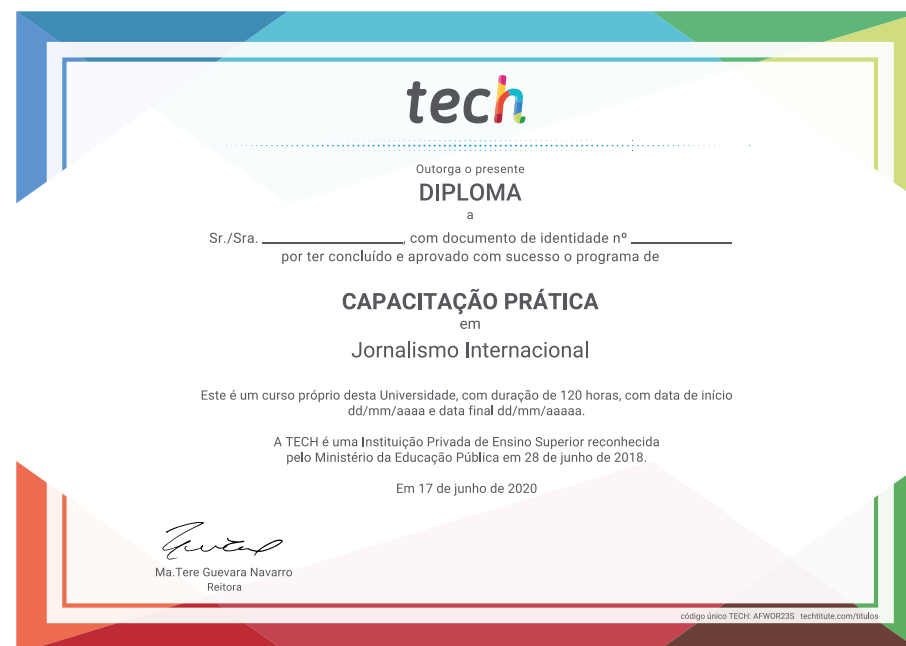 tech
Outorga o presente
DIPLOMA
a
Sr./Sra. ____________________, com documento de identidade nº ______________
por ter concluído e aprovado com sucesso o programa de
CAPACITAÇÃO PRÁTICA
em
Jornalismo Internacional
Este é um curso próprio desta Universidade, com duração de 120 horas, com data de início
dd/mm/aaaa e data final dd/mm/aaaaa.
A TECH é uma Instituição Privada de Ensino Superior reconhecida
pelo Ministério da Educação Pública em 28 de junho de 2018.
Em 17 de junho de 2020
Ma.Tere Guevara Navarro
Reitora
código único TECH: AFWOR23S techtitute.com/titulos